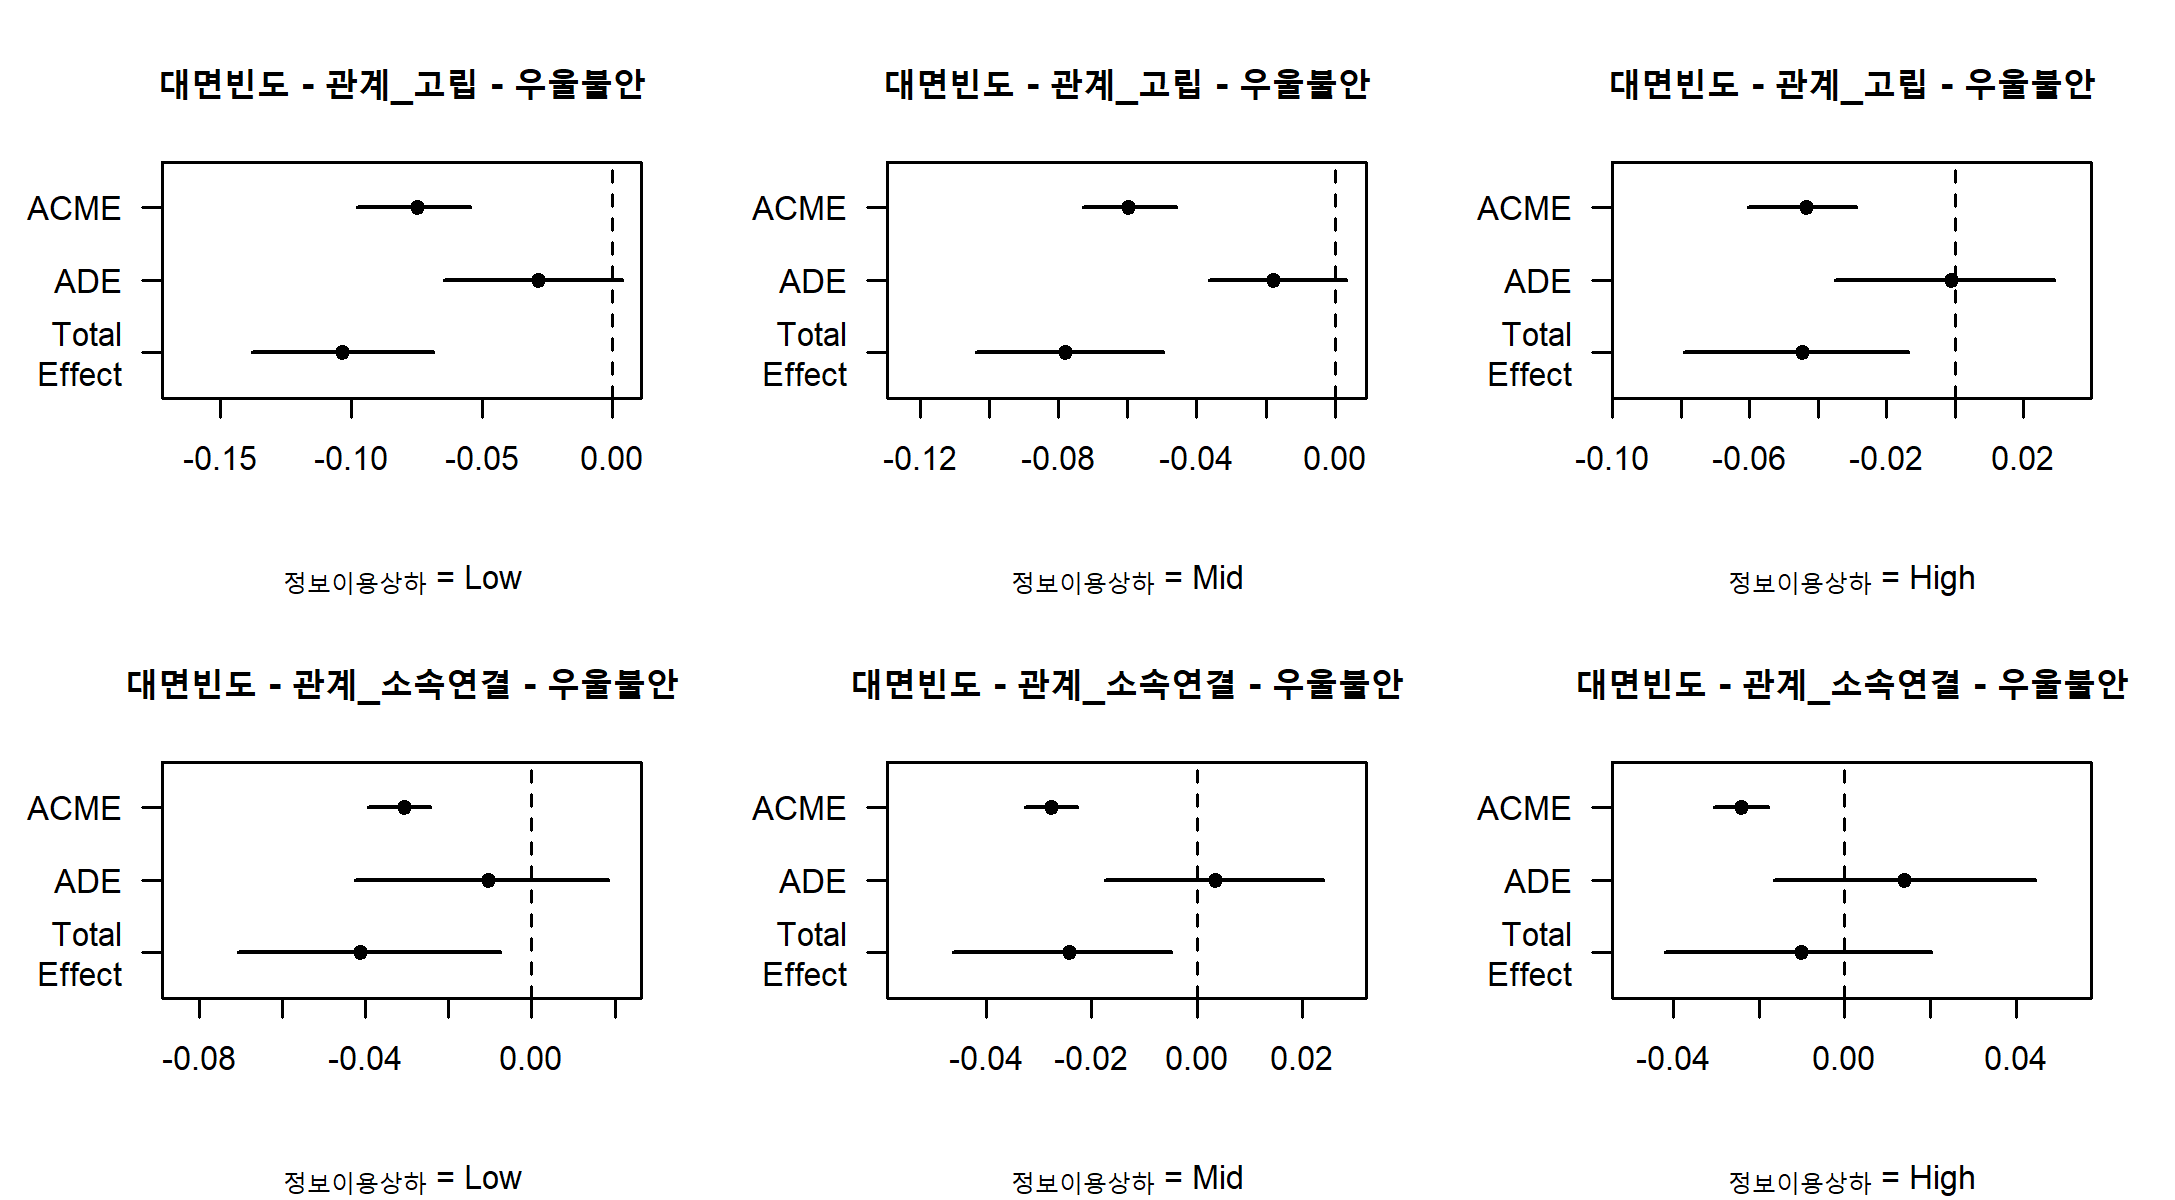 대면빈도 - 관계_고립 - 우울불안
ACME
ADE
Total
Effect
-0.15 -0.10 -0.05 0.00
정보이용상하 = Low
대면빈도 - 관계_고립 - 우울불안
ACME
ADE
Total
Effect
-0.12 -0.08 -0.04 0.00
정보이용상하 = Mid
대면빈도 - 관계_고립 - 우울불안
ACME
ADE
Total
Effect
-0.10 -0.06 -0.02 0.02
정보이용상하 = High
대면빈도 - 관계_소속연결 - 우울불안
ACME
ADE
Total
Effect
-0.08 -0.04 0.00
정보이용상하 = Low
대면빈도 - 관계_소속연결 - 우울불안
ACME
ADE
Total
Effect
-0.04 -0.02 0.00 0.02
정보이용상하 = Mid
대면빈도 - 관계_소속연결 - 우울불안
ACME
ADE
Total
Effect
-0.04 0.00 0.04
정보이용상하 = High